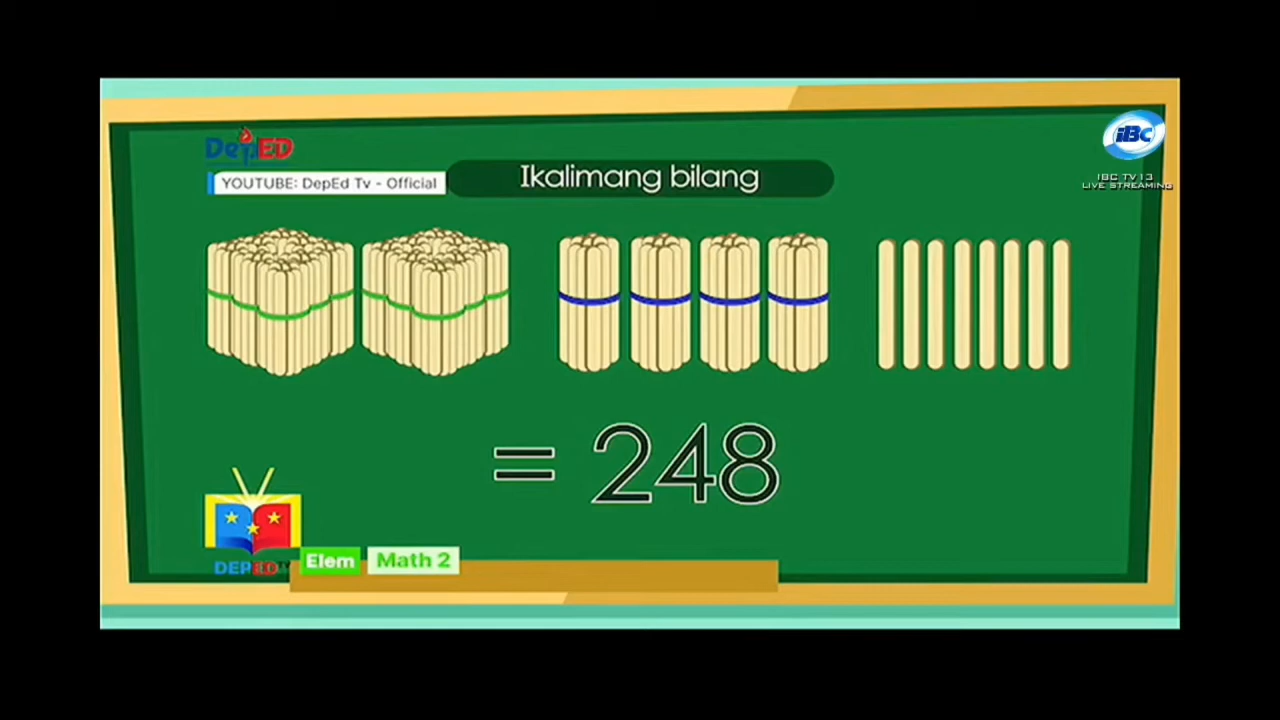 DepED
YOUTUBE: DepEd Tv - Official
Ikalimang bilang
iBC
IBC TV 13
LIVE STREAMING
= 248
DEPED
Elem
Math 2